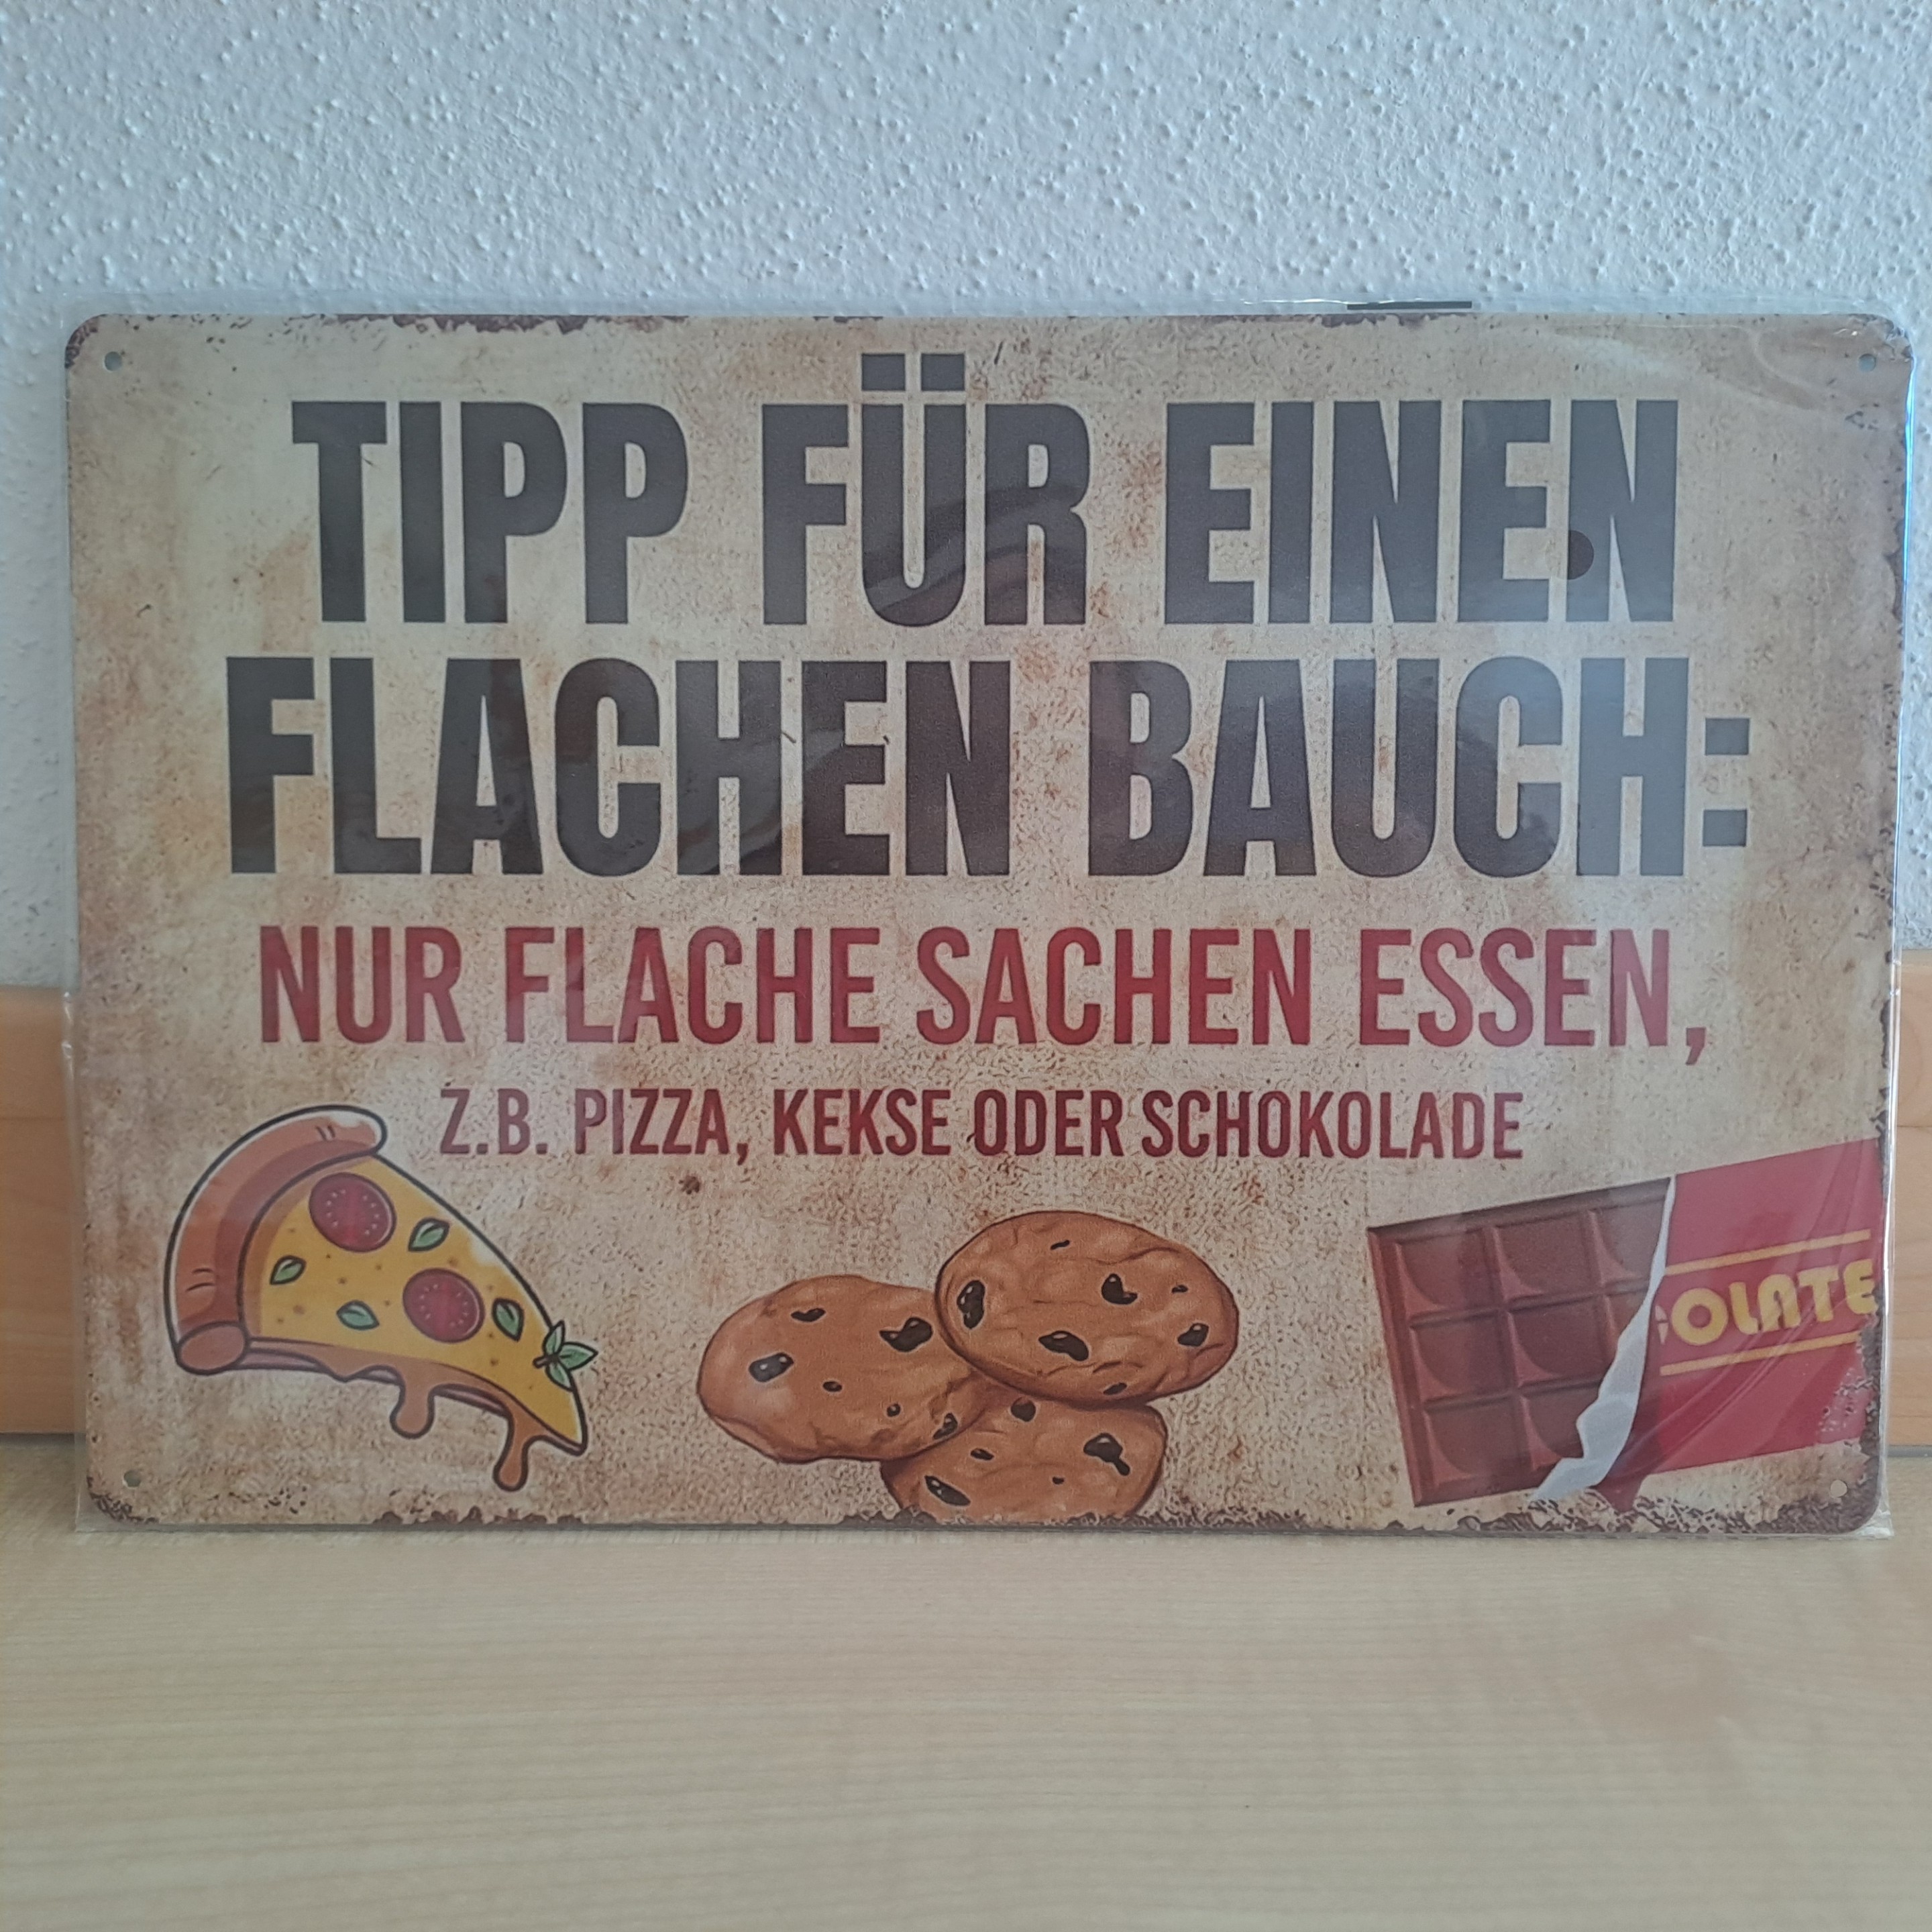 TIPP FÜR EINEN
FLACHEN BAUCH:
NUR FLACHE SACHEN ESSEN,
Z.B. PIZZA, KEKSE ODER SCHOKOLADE
OLATE